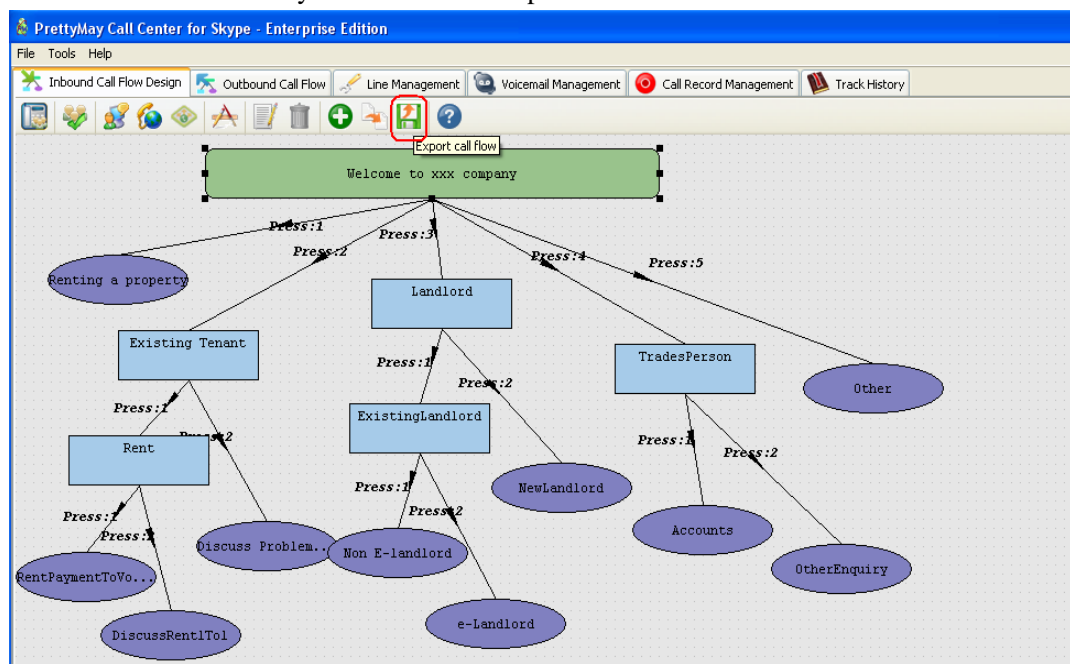 PrettyMay Call Center for Skype - Enterprise Edition
File Tools Help
Inbound Call Flow Design Outbound Call Flow Line Management Voicemail Management Call Record Management Track History
Export call flow
Welcome to xxx company
Press:1
Press:2
Press:3
Press:4
Press:5
Renting a property
Landlord
Existing Tenant
TradesPerson
Other
Press:1
Press:2
Press:1
Press:2
ExistingLandlord
Press:1
Press:2
Rent
NewLandlord
Press:1
Press:2
Press:1
Press:2
Accounts
Discuss Problem..
Non E-landlord
OtherEnquiry
RentPaymentToVo...
e-Landlord
DiscussRent1Tol